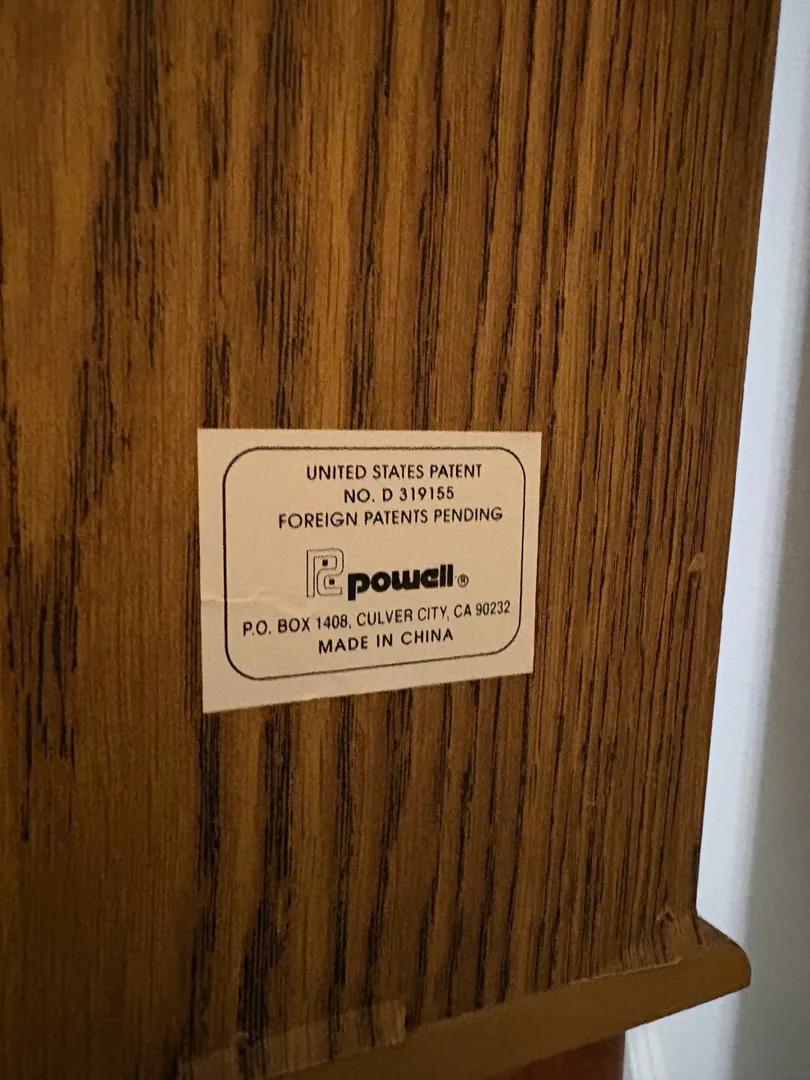 UNITED STATES PATENT
NO. D 319155
FOREIGN PATENTS PENDING
powell®
P.O. BOX 1408, CULVER CITY, CA 90232
MADE IN CHINA